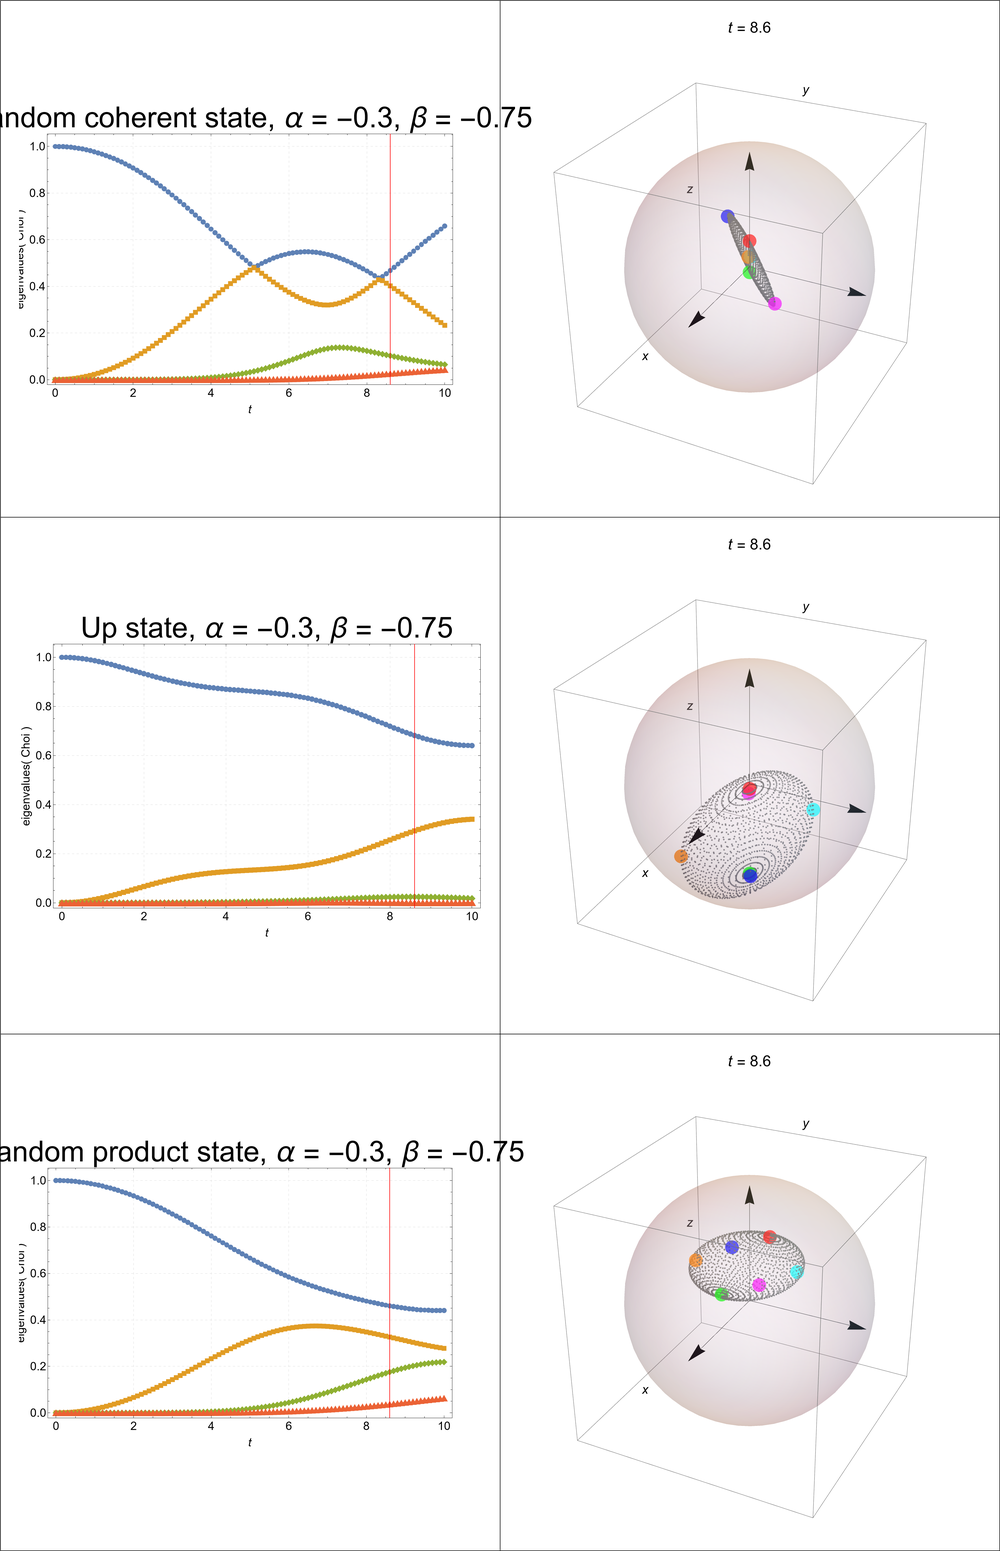 t = 8.6
y
andom coherent state, α = −0.3, β = −0.75
1.0
0.8
z
0.6
eigenvalues( Choi )
0.4
0.2
x
0.0
0 2 4 6 8 10
t
t = 8.6
y
Up state, α = −0.3, β = −0.75
1.0
0.8
z
0.6
eigenvalues( Choi )
0.4
0.2
x
0.0
0 2 4 6 8 10
t
t = 8.6
y
andom product state, α = −0.3, β = −0.75
1.0
0.8
z
0.6
eigenvalues( Choi )
0.4
0.2
x
0.0
0 2 4 6 8 10
t